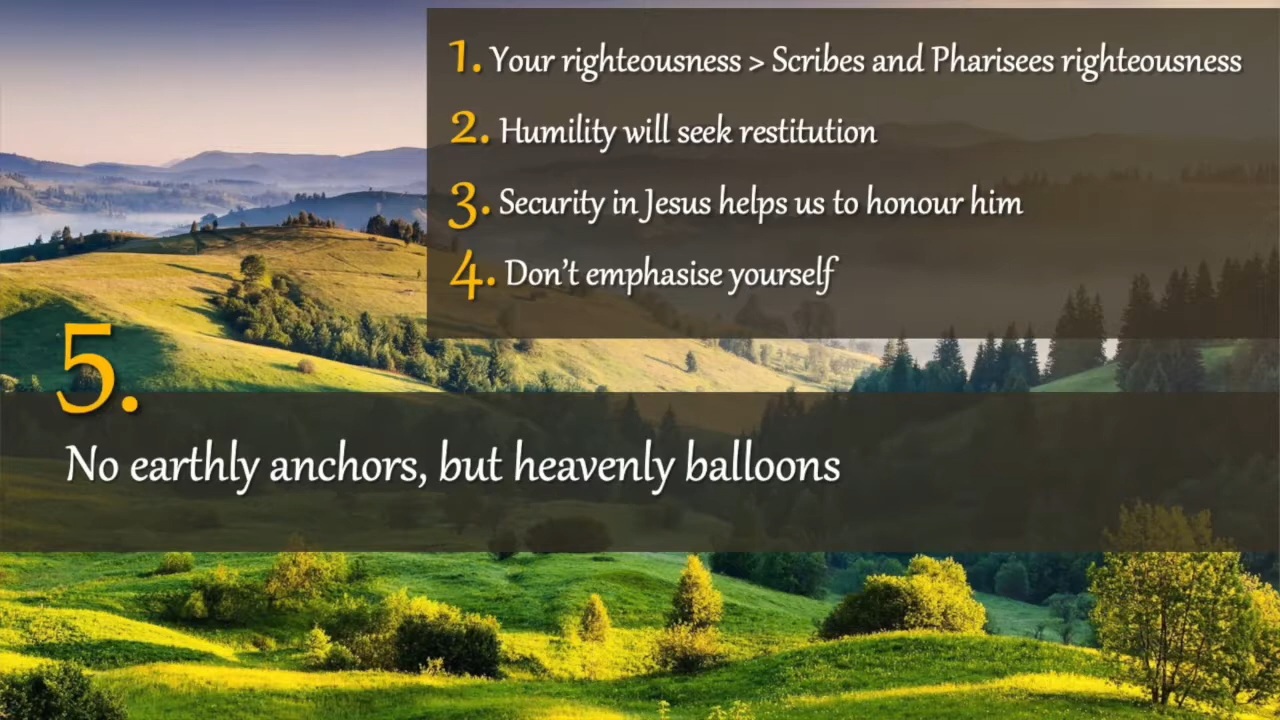 1. Your righteousness > Scribes and Pharisees righteousness
2. Humility will seek restitution
3. Security in Jesus helps us to honour him
4. Don't emphasise yourself
5.
No earthly anchors, but heavenly balloons